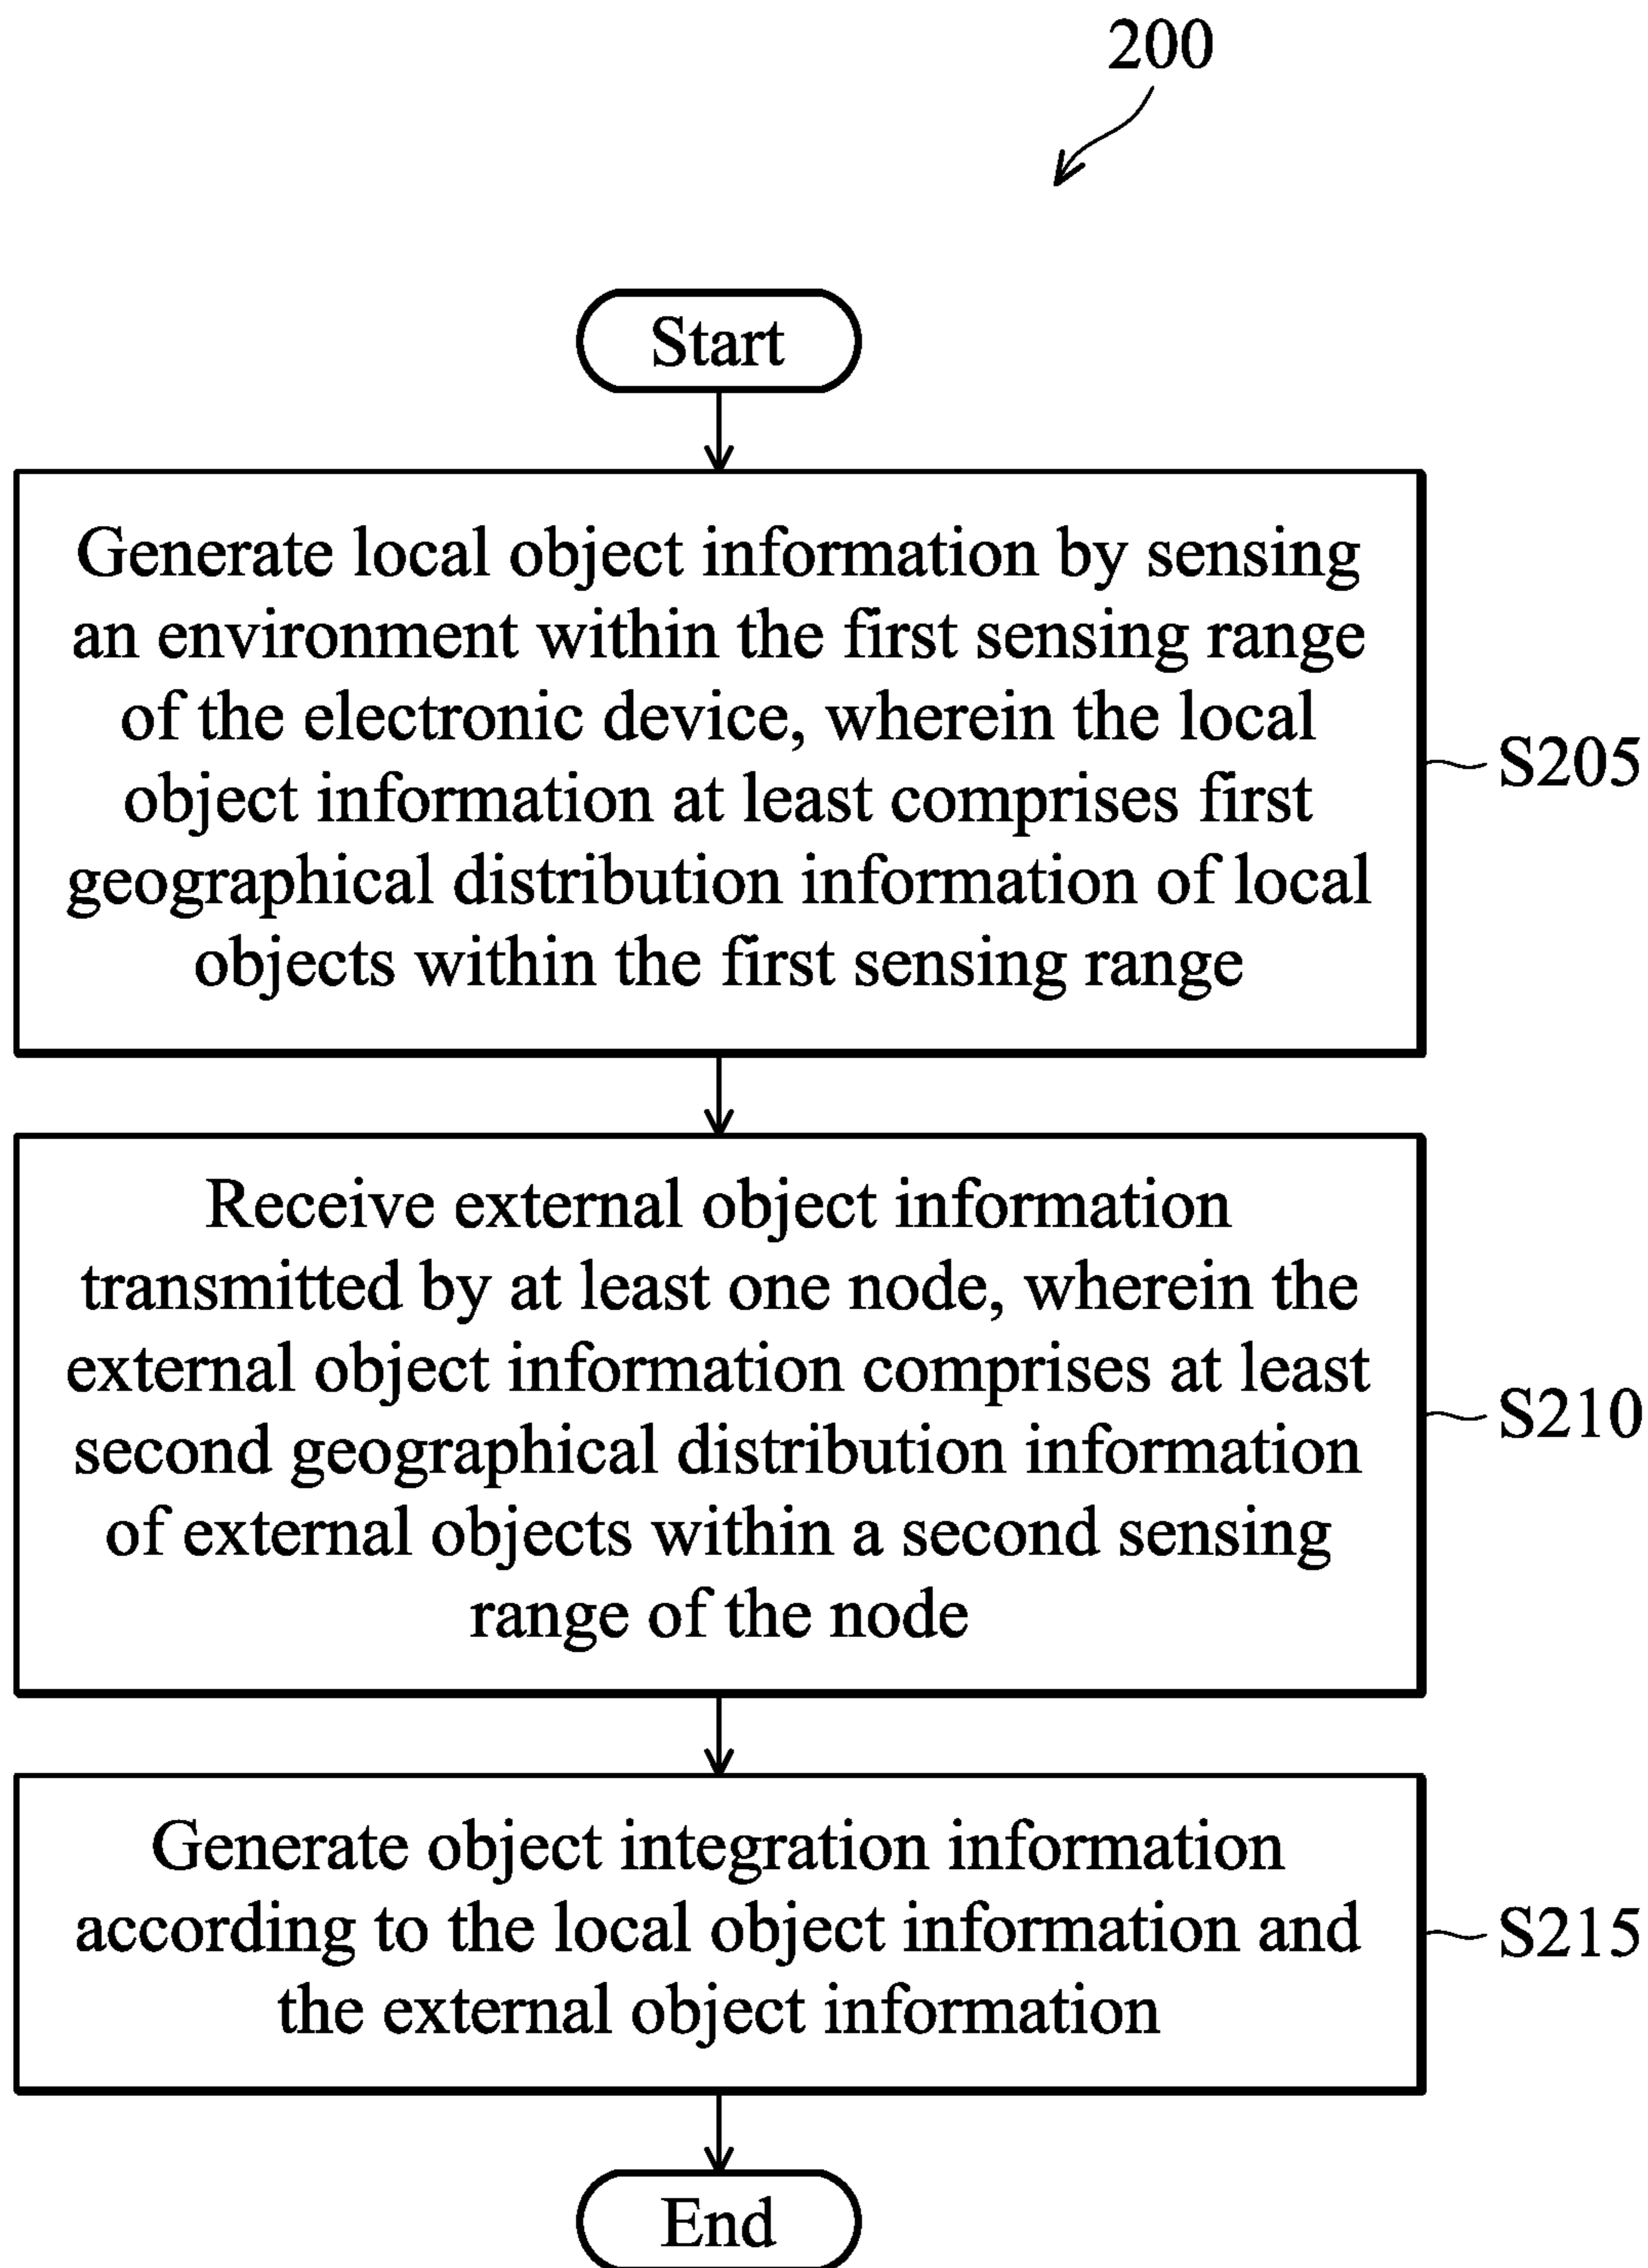 200
Start
Generate local object information by sensing
an environment within the first sensing range
of the electronic device, wherein the local
object information at least comprises first
geographical distribution information of local
objects within the first sensing range
S205
Receive external object information
transmitted by at least one node, wherein the
external object information comprises at least
second geographical distribution information
of external objects within a second sensing
range of the node
S210
Generate object integration information
according to the local object information and
the external object information
S215
End